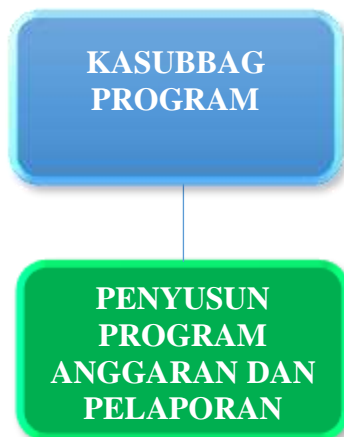 KASUBBAG
PROGRAM
PENYUSUN
PROGRAM
ANGGARAN DAN
PELAPORAN